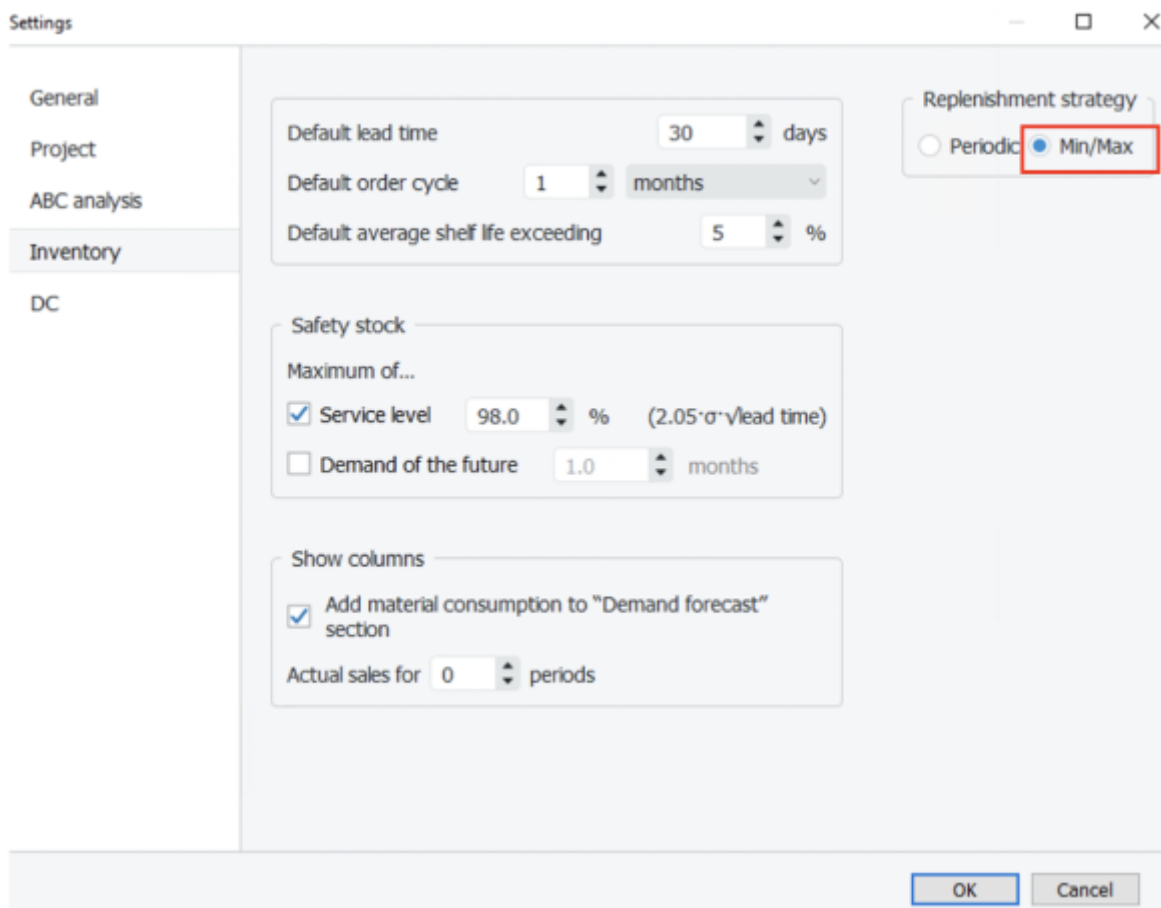 Settings
General
Project
ABC analysis
Inventory
DC
Default lead time 30 days
Default order cycle 1 months
Default average shelf life exceeding 5 %
Safety stock
Maximum of...
Service level 98.0 % (2.05·σ·√lead time)
Demand of the future 1.0 months
Show columns
Add material consumption to “Demand forecast”
section
Actual sales for 0 periods
Replenishment strategy
Periodic Min/Max
OK Cancel